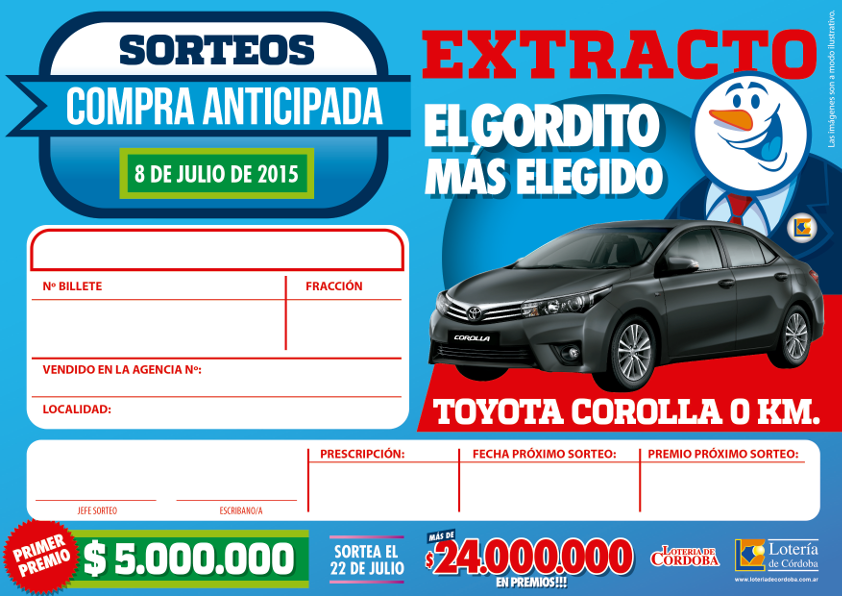 SORTEOS
COMPRA ANTICIPADA
8 DE JULIO DE 2015
EXTRACTO
EL GORDITO
MÁS ELEGIDO
Las imágenes son a modo ilustrativo.
Nº BILLETE
FRACCIÓN
VENDIDO EN LA AGENCIA Nº:
LOCALIDAD:
COROLLA
TOYOTA COROLLA 0 KM.
JEFE SORTEO
ESCRIBANO/A
PRESCRIPCIÓN:
FECHA PRÓXIMO SORTEO:
PREMIO PRÓXIMO SORTEO:
PRIMER
PREMIO
$ 5.000.000
SORTEA EL
22 DE JULIO
MÁS DE
$24.000.000
EN PREMIOS!!!
LOTERIA DE
CORDOBA
Lotería
de Córdoba
www.loteriadecordoba.com.ar